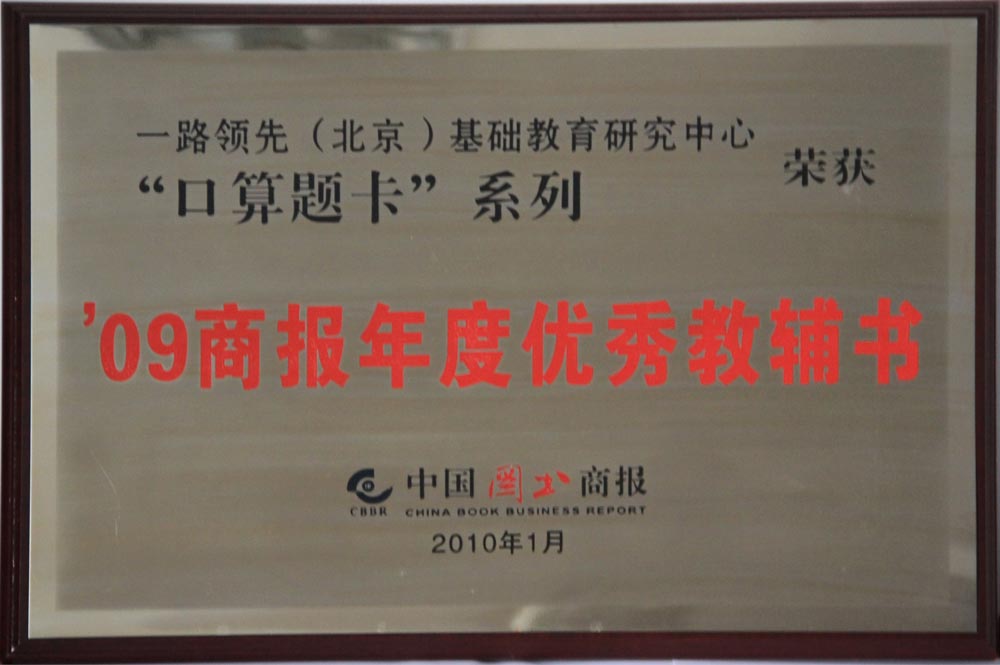 一路领先（北京）基础教育研究中心
“口算题卡”系列
荣获
’09商报年度优秀教辅书
CBBR
中国图书商报
CHINA BOOK BUSINESS REPORT
2010年1月